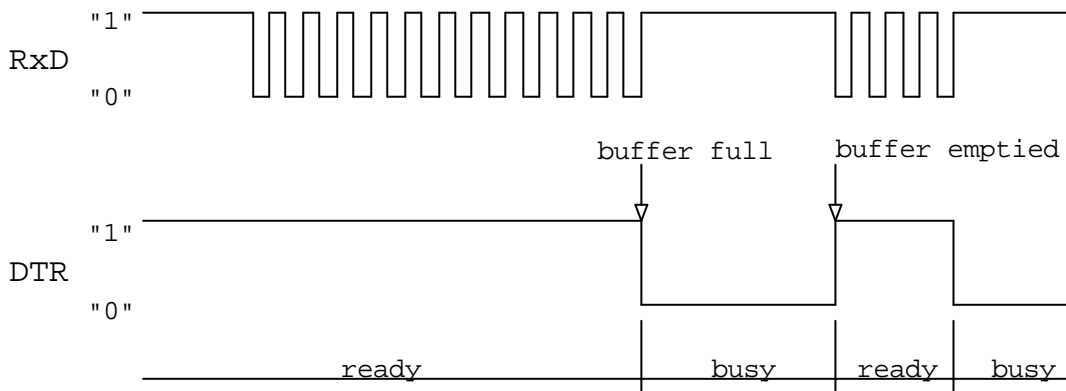 "1"
RxD
"0"
buffer full buffer emptied
"1"
DTR
"0"
ready busy ready busy